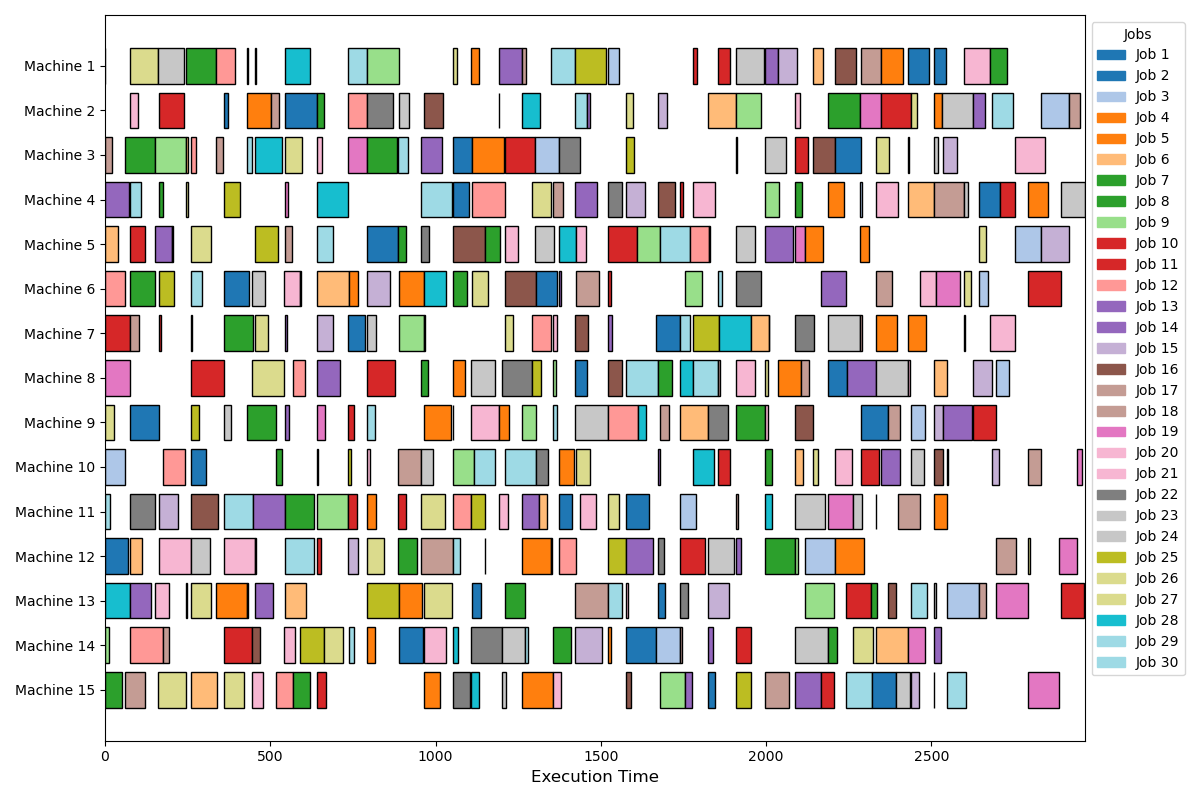 Machine 1
Machine 2
Machine 3
Machine 4
Machine 5
Machine 6
Machine 7
Machine 8
Machine 9
Machine 10
Machine 11
Machine 12
Machine 13
Machine 14
Machine 15
0 500 1000 1500 2000 2500
Execution Time
Jobs
Job 1
Job 2
Job 3
Job 4
Job 5
Job 6
Job 7
Job 8
Job 9
Job 10
Job 11
Job 12
Job 13
Job 14
Job 15
Job 16
Job 17
Job 18
Job 19
Job 20
Job 21
Job 22
Job 23
Job 24
Job 25
Job 26
Job 27
Job 28
Job 29
Job 30